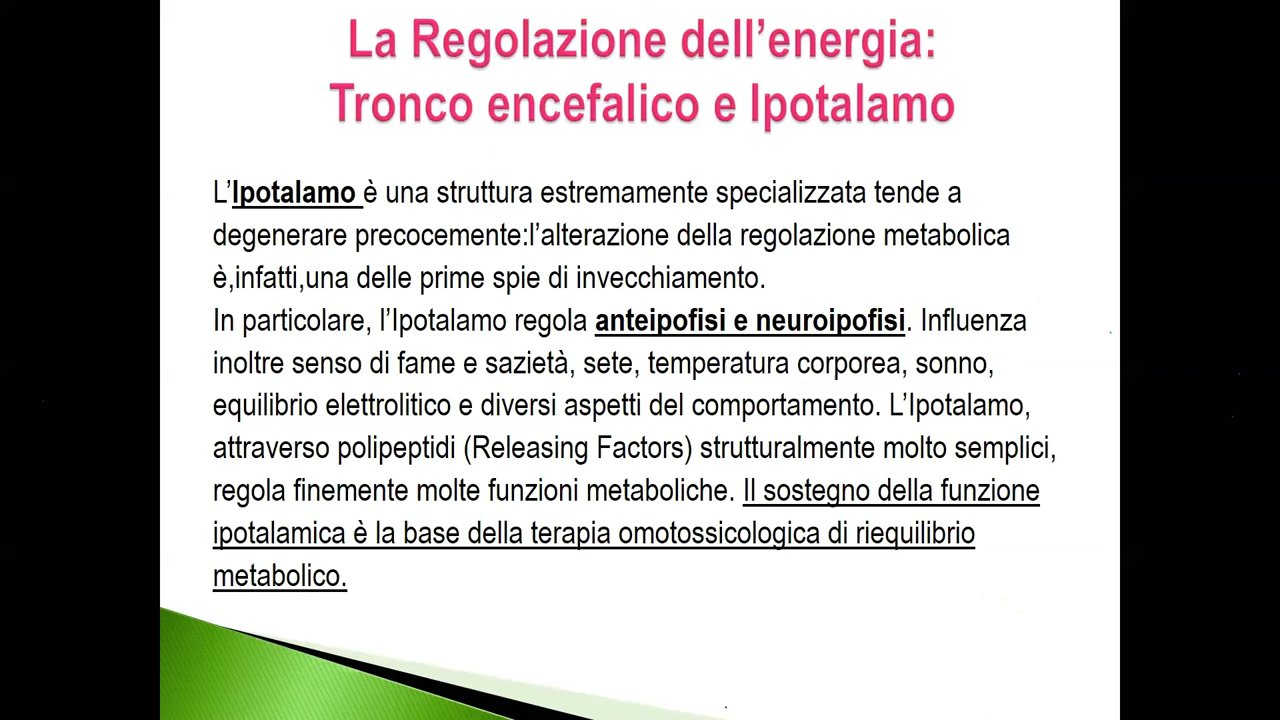 La Regolazione dell’energia:
Tronco encefalico e Ipotalamo
L’Ipotalamo è una struttura estremamente specializzata tende a
degenerare precocemente:l’alterazione della regolazione metabolica
è,infatti,una delle prime spie di invecchiamento.
In particolare, l’Ipotalamo regola anteipofisi e neuroipofisi. Influenza
inoltre senso di fame e sazietà, sete, temperatura corporea, sonno,
equilibrio elettrolitico e diversi aspetti del comportamento. L’Ipotalamo,
attraverso polipeptidi (Releasing Factors) strutturalmente molto semplici,
regola finemente molte funzioni metaboliche. Il sostegno della funzione
ipotalamica è la base della terapia omotossicologica di riequilibrio
metabolico.